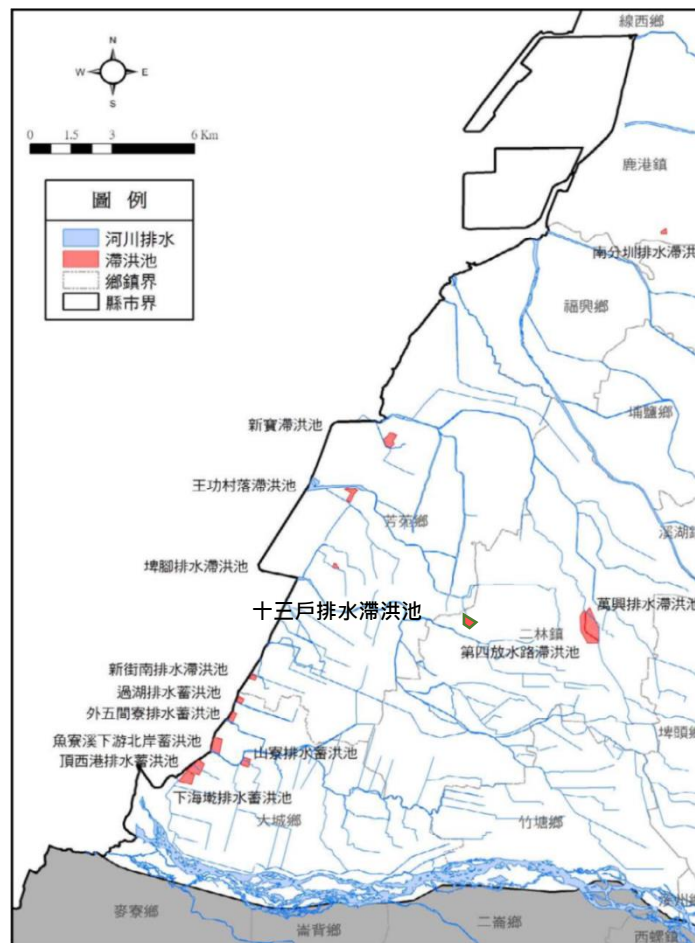 線西鄉
N
W
E
S
0 1.5 3 6 Km
鹿港鎮
圖例
河川排水
滯洪池
鄉鎮界
縣市界
南分圳排水滯洪
福興鄉
埔鹽鄉
新寶滯洪池
王功村落滯洪池
芳苑鄉
溪湖
埤腳排水滯洪池
十三戶排水滯洪池
萬興排水滯洪池
二林鎮
第四放水路滯洪池
新街南排水滯洪池
過湖排水蓄洪池
外五間寮排水蓄洪池
埤頭鄉
魚寮溪下游北岸蓄洪池
山寮排水蓄洪池
頂西港排水蓄洪池
下海墘排水蓄洪池
大城鄉
竹塘鄉
麥寮鄉
崙背鄉
二崙鄉
西螺鎮